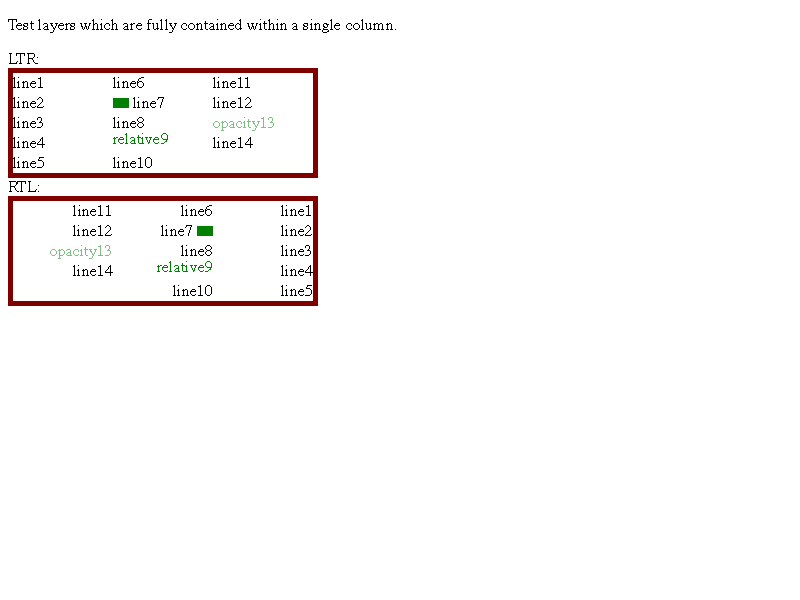 Test layers which are fully contained within a single column.
LTR:
line1
line2
line3
line4
line5
line6
line7
line8
relative9
line10
line11
line12
opacity13
line14
RTL:
line1
line2
line3
line4
line5
line6
line7
line8
relative9
line10
line11
line12
opacity13
line14